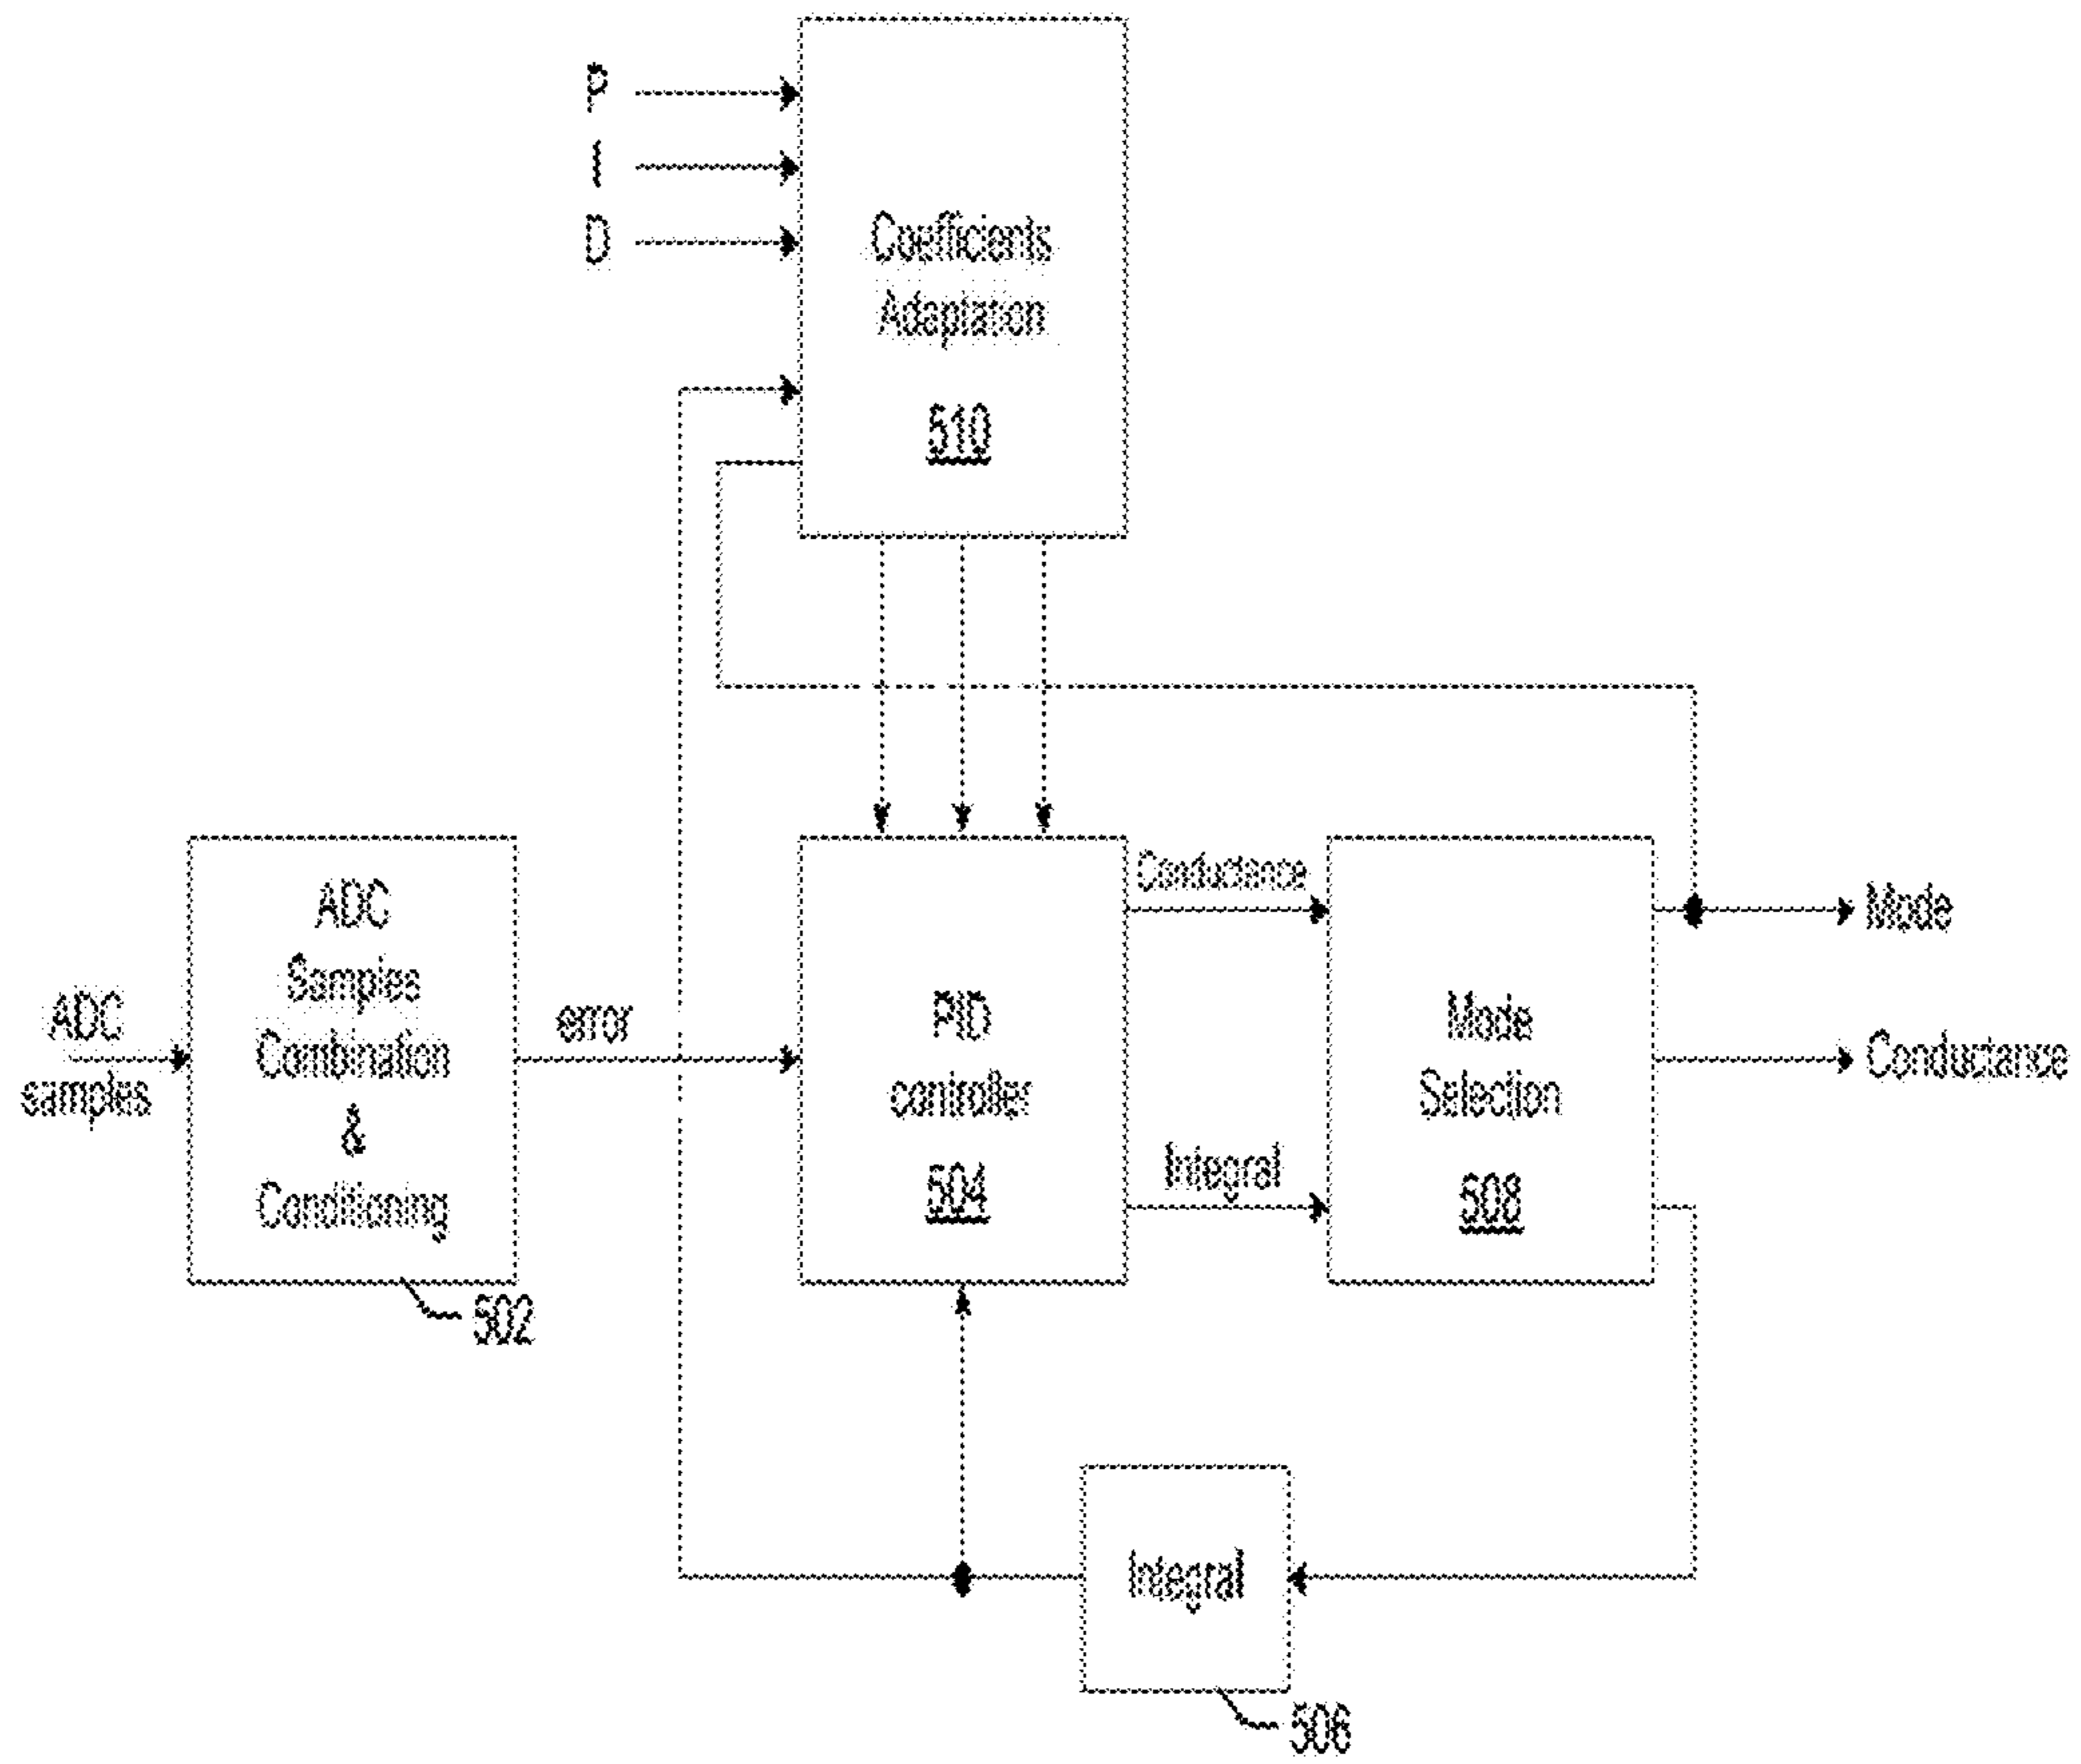 P
I
D
Coefficients
Adaptation
510
ADC
samples
ADC
Samples
Combination
&
Conditioning
502
error
PID
controller
504
Conductance
Integral
Mode
Selection
508
Mode
Conductance
Integral
506